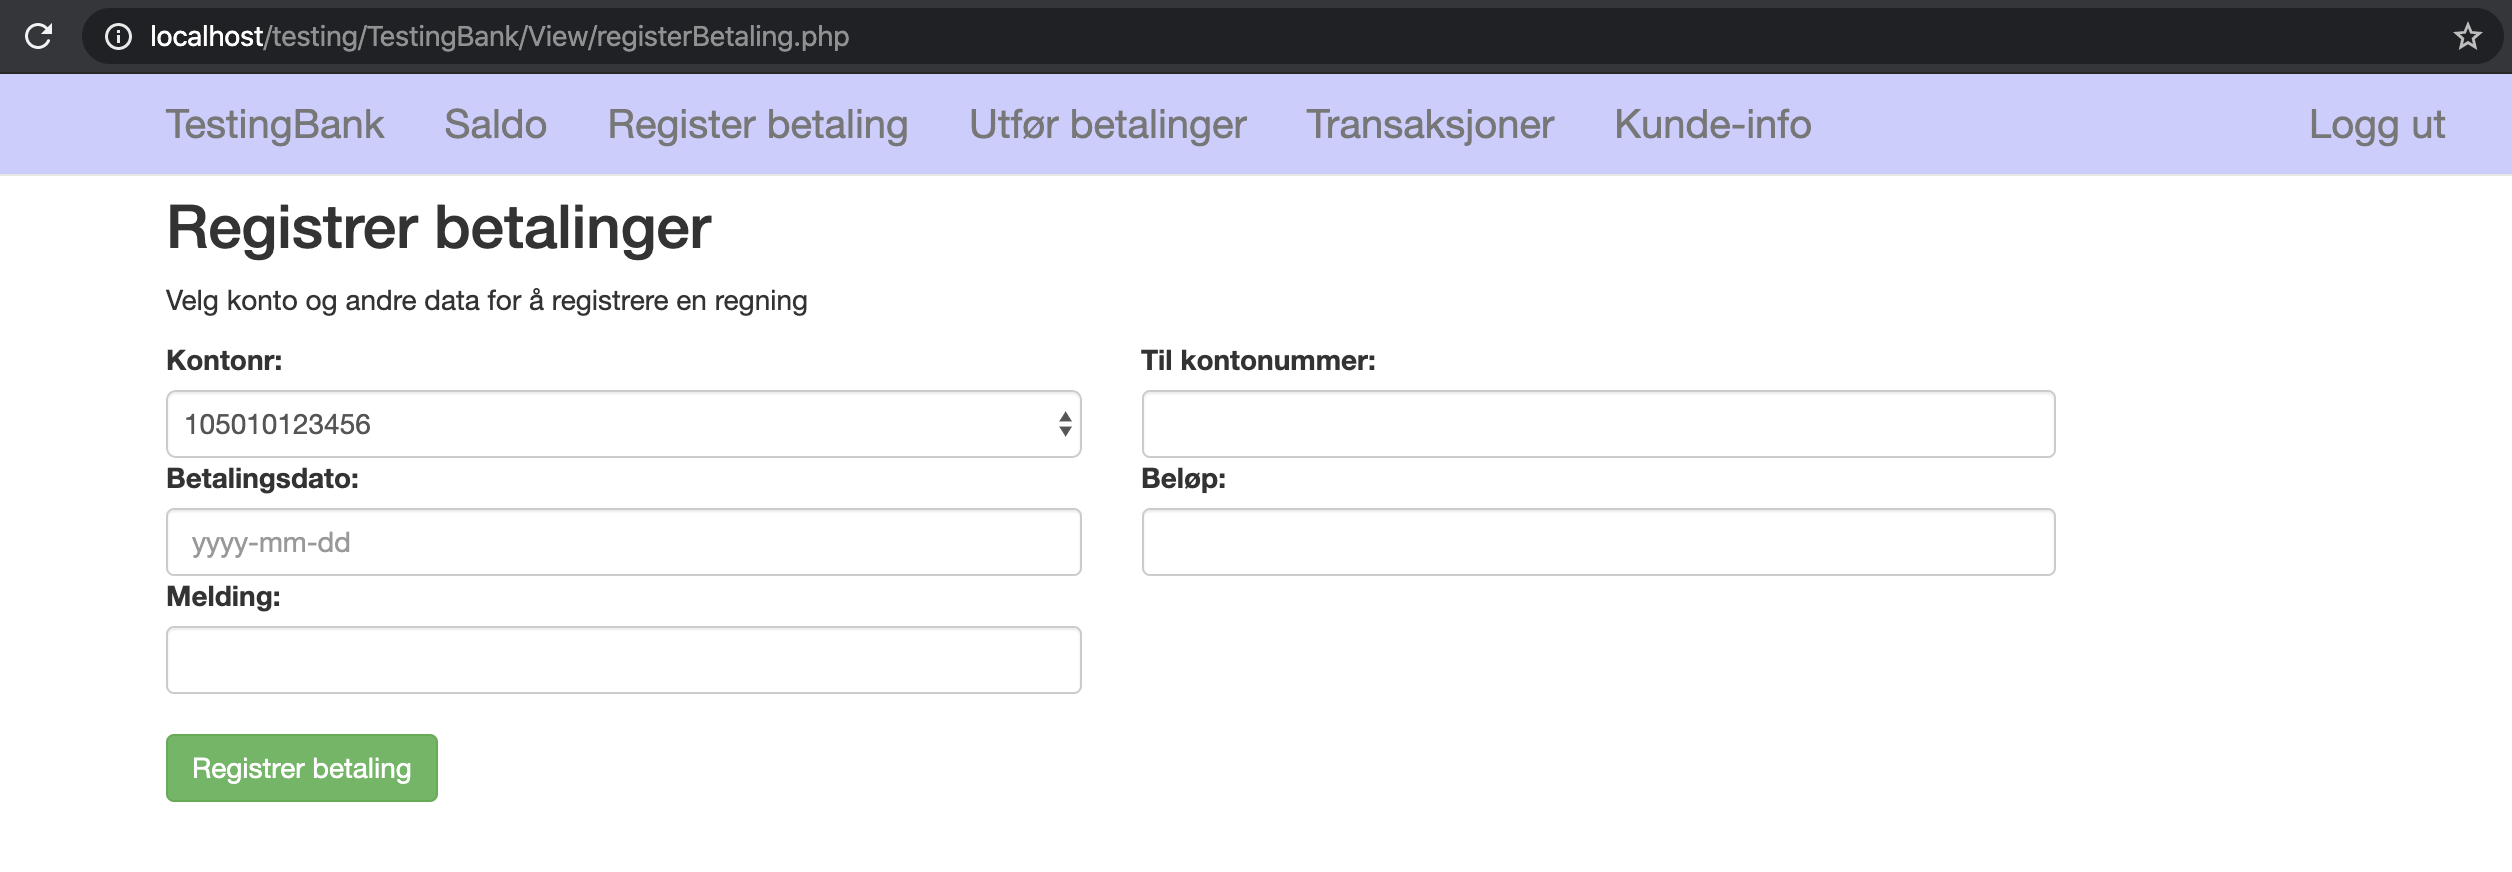 localhost/testing/TestingBank/View/registerBetaling.php
TestingBank Saldo Register betaling Utfør betalinger Transaksjoner Kunde-info Logg ut
Registrer betalinger
Velg konto og andre data for å registrere en regning
Kontonr: Til kontonummer:
105010123456
Betalingsdato: Beløp:
yyyy-mm-dd
Melding:
Registrer betaling